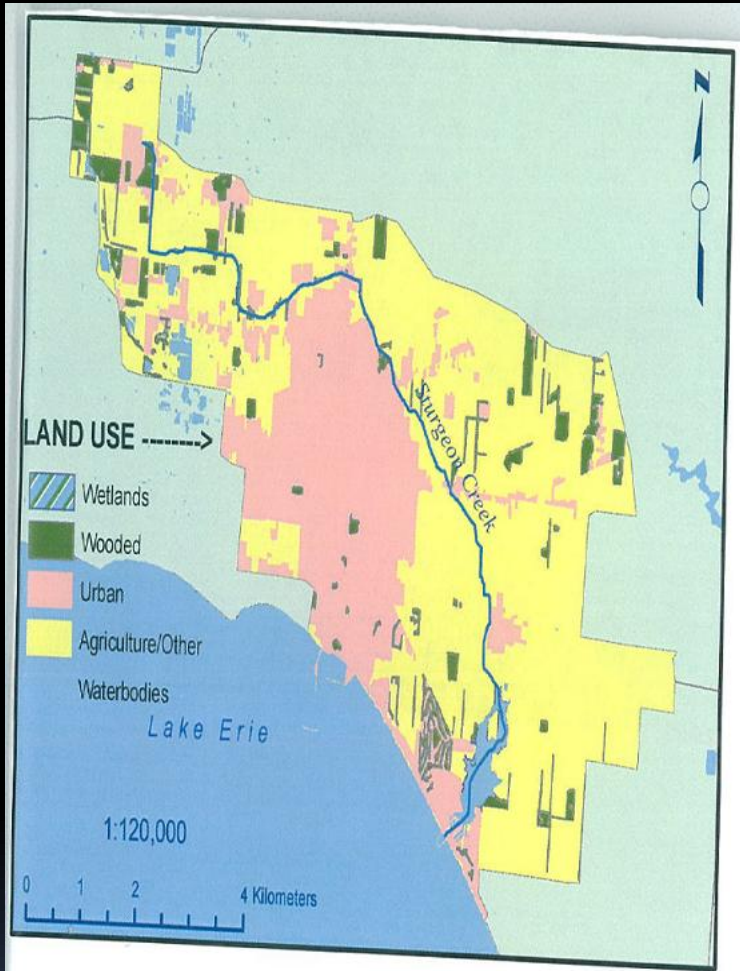 N
Sturgeon Creek
LAND USE -------->
Wetlands
Wooded
Urban
Agriculture/Other
Waterbodies
Lake Erie
1:120,000
0 1 2 4 Kilometers